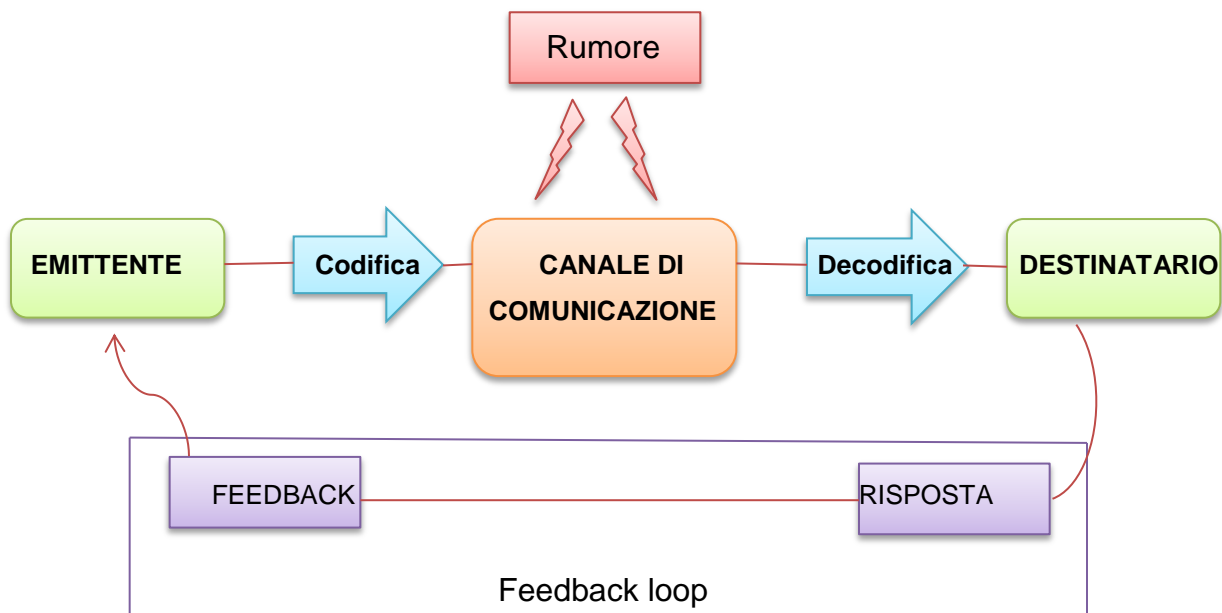 Rumore
EMITTENTE
Codifica
CANALE DI
COMUNICAZIONE
Decodifica
DESTINATARIO
FEEDBACK
RISPOSTA
Feedback loop